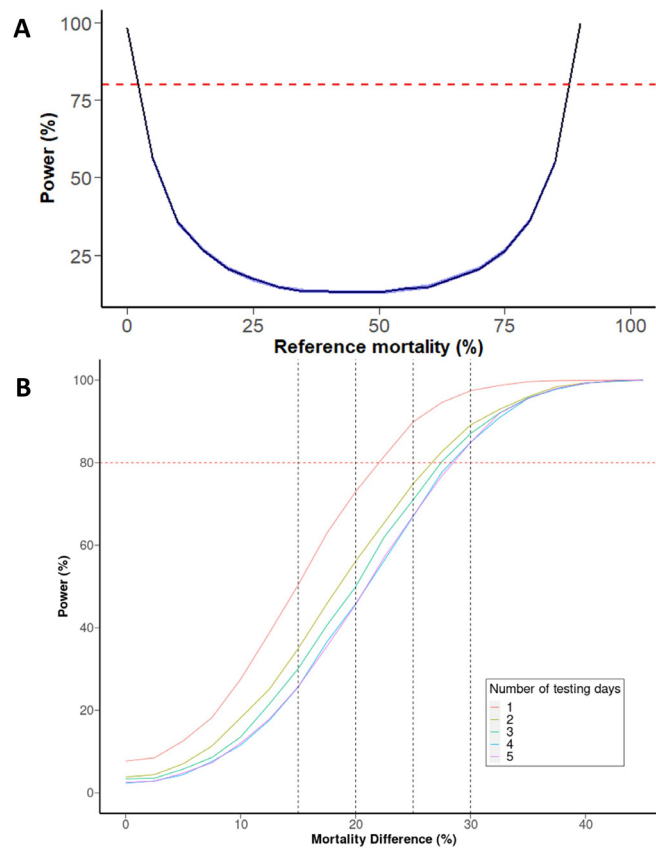 A
100
75
50
25
Power (%)
0 25 50 75 100
Reference mortality (%)
B
100
80
60
40
20
0
Power (%)
Number of testing days
1
2
3
4
5
0 10 20 30 40
Mortality Difference (%)